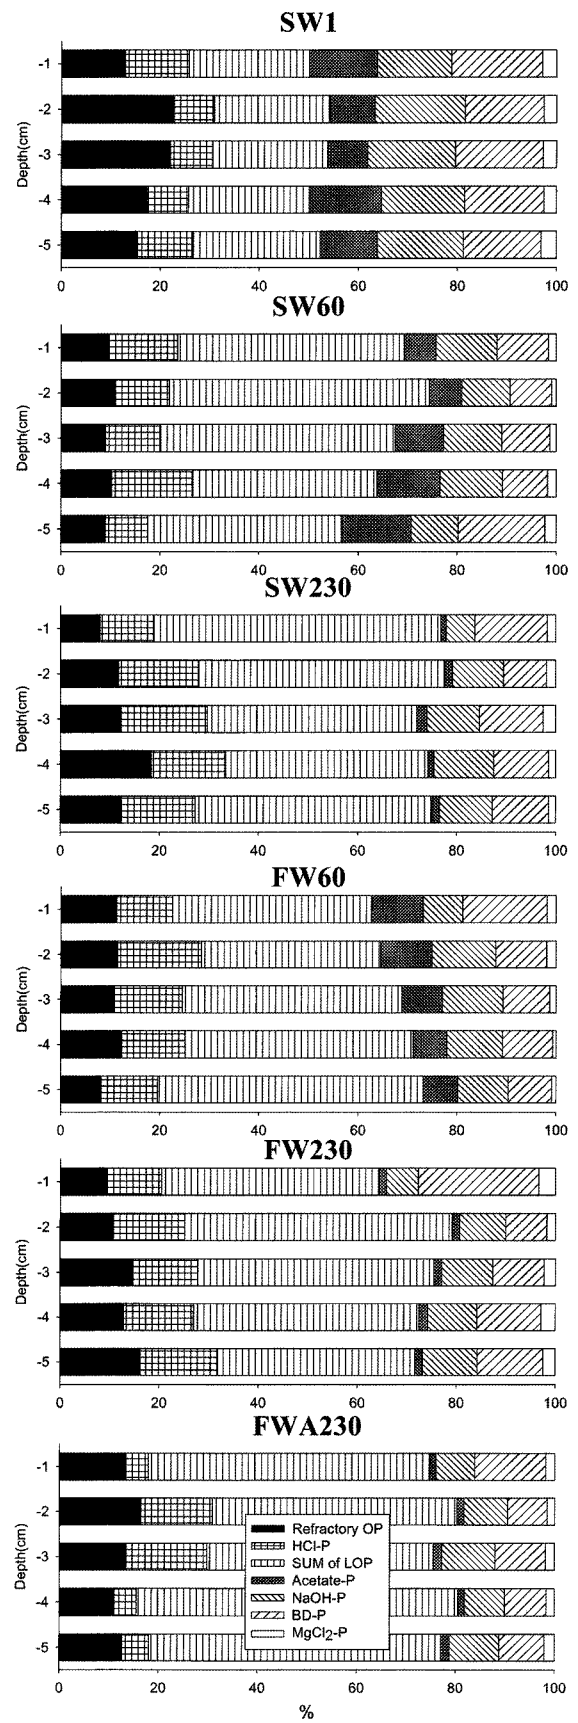 SW1
Depth(cm)
-1
-2
-3
-4
-5
0 20 40 60 80 100
SW60
Depth(cm)
-1
-2
-3
-4
-5
0 20 40 60 80 100
SW230
Depth(cm)
-1
-2
-3
-4
-5
0 20 40 60 80 100
FW60
Depth(cm)
-1
-2
-3
-4
-5
0 20 40 60 80 100
FW230
Depth(cm)
-1
-2
-3
-4
-5
0 20 40 60 80 100
FWA230
Depth(cm)
-1
-2
-3
-4
-5
Refractory OP
HCl-P
SUM of LOP
Acetate-P
NaOH-P
BD-P
MgCl2-P
0 20 40 60 80 100
%